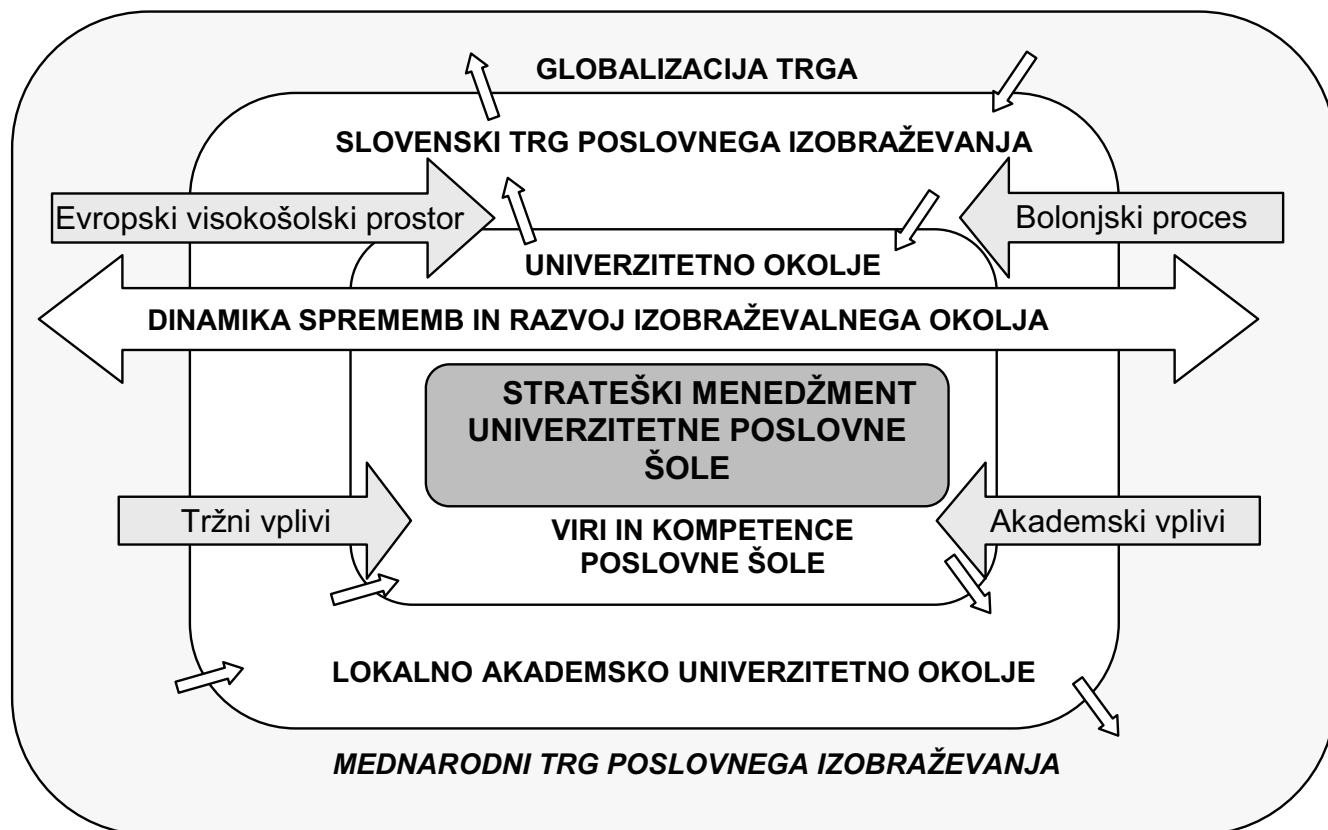 GLOBALIZACIJA TRGA
SLOVENSKI TRG POSLOVNEGA IZOBRAŽEVANJA
Evropski visokošolski prostor
Bolonjski proces
UNIVERZITETNO OKOLJE
DINAMIKA SPREMEMB IN RAZVOJ IZOBRAŽEVALNEGA OKOLJA
STRATEŠKI MENEDŽMENT
UNIVERZITETNE POSLOVNE
ŠOLE
Tržni vplivi
Akademski vplivi
VIRI IN KOMPETENCE
POSLOVNE ŠOLE
LOKALNO AKADEMSKO UNIVERZITETNO OKOLJE
MEDNARODNI TRG POSLOVNEGA IZOBRAŽEVANJA